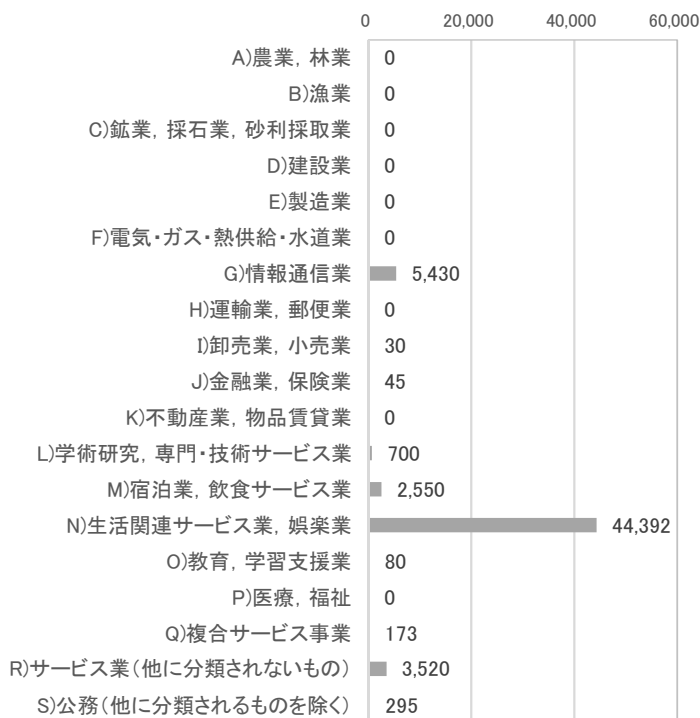 0 20,000 40,000 60,000
A)農業，林業 0
B)漁業 0
C)鉱業，採石業，砂利採取業 0
D)建設業 0
E)製造業 0
F)電気・ガス・熱供給・水道業 0
G)情報通信業 5,430
H)運輸業，郵便業 0
I)卸売業，小売業 30
J)金融業，保険業 45
K)不動産業，物品賃貸業 0
L)学術研究，専門・技術サービス業 700
M)宿泊業，飲食サービス業 2,550
N)生活関連サービス業，娯楽業 44,392
O)教育，学習支援業 80
P)医療，福祉 0
Q)複合サービス事業 173
R)サービス業（他に分類されないもの） 3,520
S)公務（他に分類されるものを除く） 295